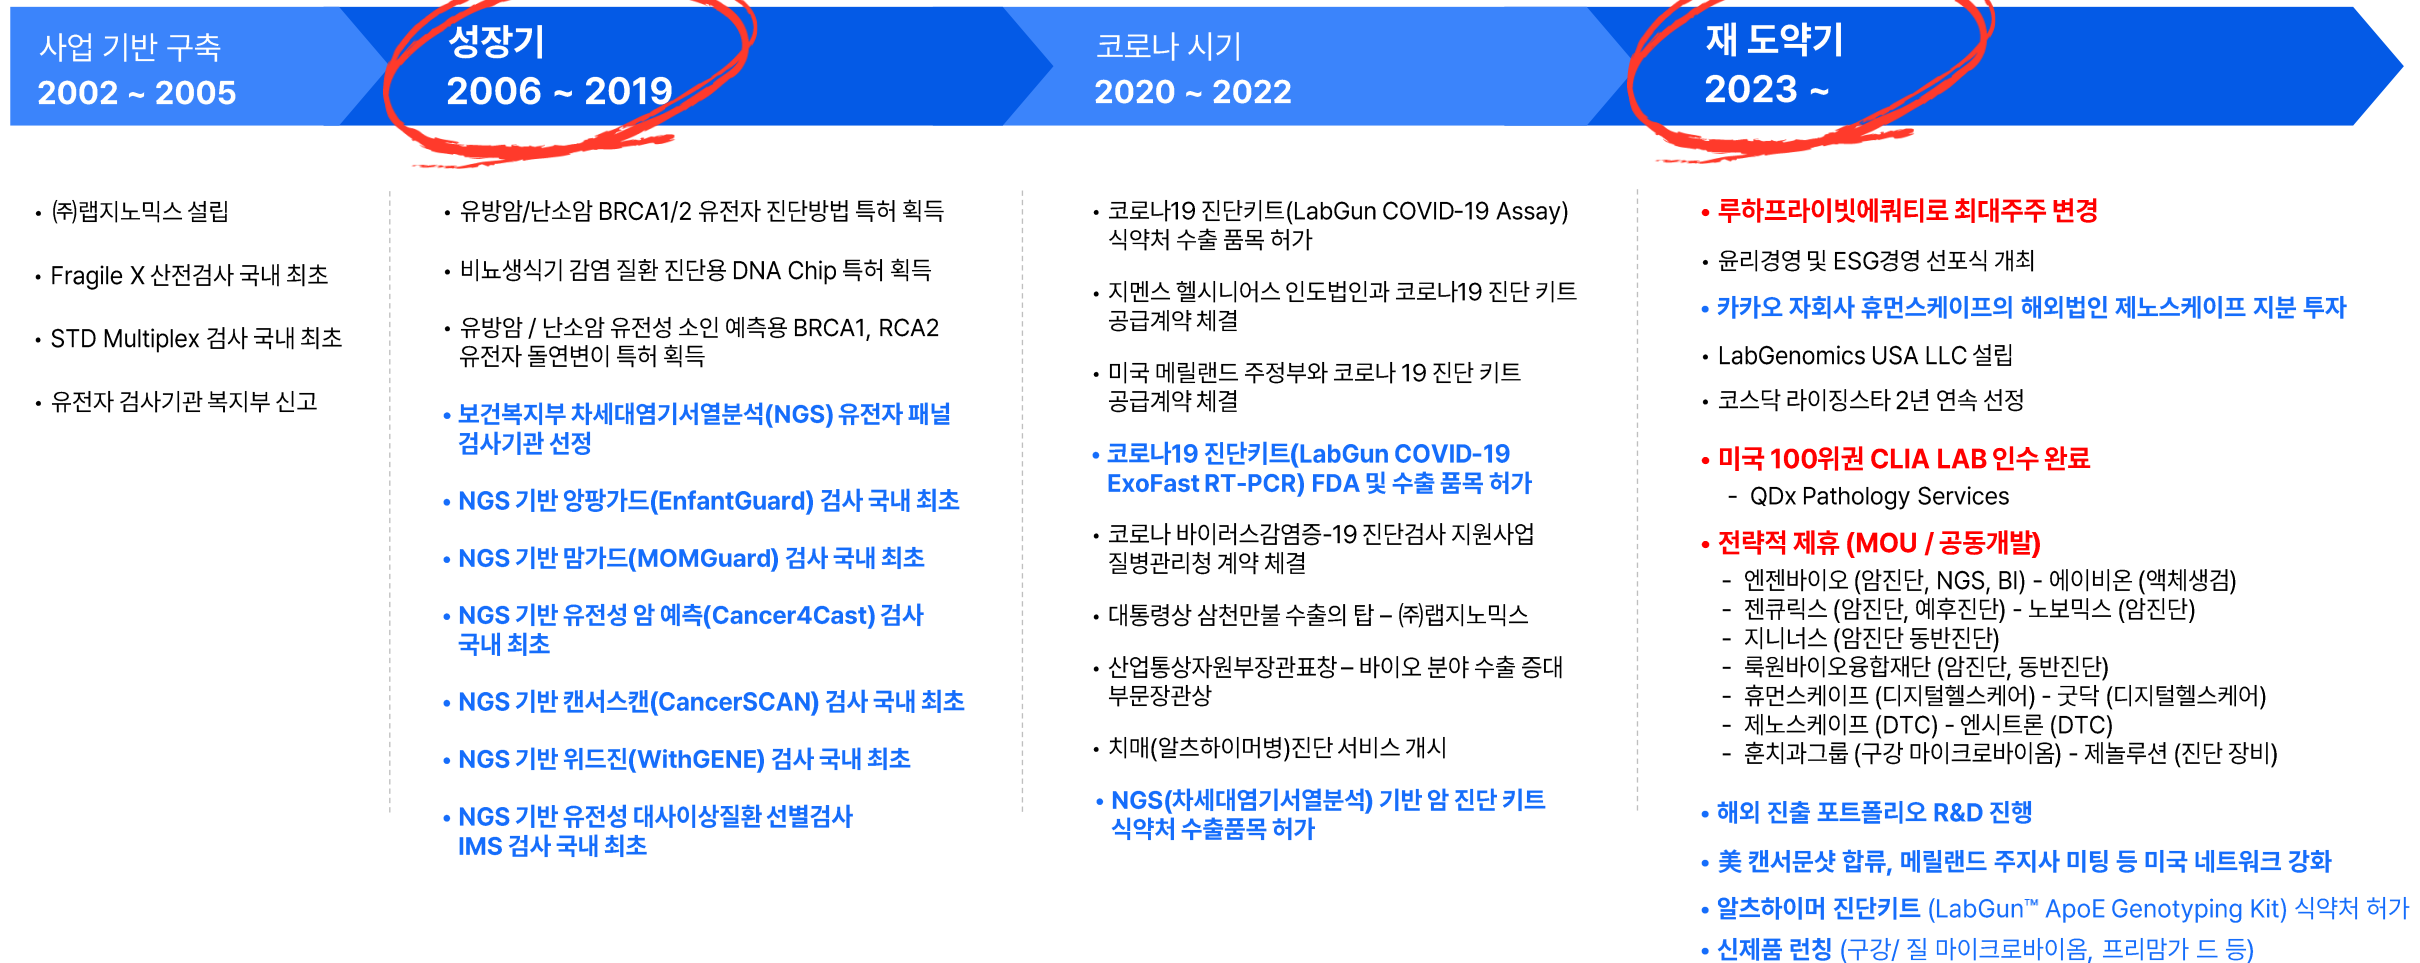 사업 기반 구축
2002 ~ 2005
㈜랩지노믹스 설립
Fragile X 산전검사 국내 최초
STD Multiplex 검사 국내 최초
유전자 검사기관 복지부 신고
성장기
2006 ~ 2019
유방암/난소암 BRCA1/2 유전자 진단방법 특허 획득
비뇨생식기 감염 질환 진단용 DNA Chip 특허 획득
유방암 / 난소암 유전성 소인 예측용 BRCA1, RCA2
유전자 돌연변이 특허 획득
보건복지부 차세대염기서열분석(NGS) 유전자 패널
검사기관 선정
NGS 기반 앙팡가드(EnfantGuard) 검사 국내 최초
NGS 기반 맘가드(MOMGuard) 검사 국내 최초
NGS 기반 유전성 암 예측(Cancer4Cast) 검사
국내 최초
NGS 기반 캔서스캔(CancerSCAN) 검사 국내 최초
NGS 기반 위드진(WithGENE) 검사 국내 최초
NGS 기반 유전성 대사이상질환 선별검사
IMS 검사 국내 최초
코로나 시기
2020 ~ 2022
코로나19 진단키트(LabGun COVID-19 Assay)
식약처 수출 품목 허가
지멘스 헬시니어스 인도법인과 코로나19 진단 키트
공급계약 체결
미국 메릴랜드 주정부와 코로나 19 진단 키트
공급계약 체결
코로나19 진단키트(LabGun COVID-19
ExoFast RT-PCR) FDA 및 수출 품목 허가
코로나 바이러스감염증-19 진단검사 지원사업
질병관리청 계약 체결
대통령상 삼천만불 수출의 탑 – ㈜랩지노믹스
산업통상자원부장관표창 – 바이오 분야 수출 증대
부문장관상
치매(알츠하이머병)진단 서비스 개시
NGS(차세대염기서열분석) 기반 암 진단 키트
식약처 수출품목 허가
재 도약기
2023 ~
루하프라이빗에쿼티로 최대주주 변경
윤리경영 및 ESG경영 선포식 개최
카카오 자회사 휴먼스케이프의 해외법인 제노스케이프 지분 투자
LabGenomics USA LLC 설립
코스닥 라이징스타 2년 연속 선정
미국 100위권 CLIA LAB 인수 완료
- QDx Pathology Services
전략적 제휴 (MOU / 공동개발)
- 엔젠바이오 (암진단, NGS, BI) - 에이비온 (액체생검)
- 젠큐릭스 (암진단, 예후진단) - 노보믹스 (암진단)
- 지니너스 (암진단 동반진단)
- 록원바이오융합재단 (암진단, 동반진단)
- 휴먼스케이프 (디지털헬스케어) - 굿닥 (디지털헬스케어)
- 제노스케이프 (DTC) - 엔시트론 (DTC)
- 훈치과그룹 (구강 마이크로바이옴) - 제놀루션 (진단 장비)
해외 진출 포트폴리오 R&D 진행
美 캔서문샷 합류, 메릴랜드 주지사 미팅 등 미국 네트워크 강화
알츠하이머 진단키트 (LabGun™ ApoE Genotyping Kit) 식약처 허가
신제품 런칭 (구강/ 질 마이크로바이옴, 프리맘가 드 등)